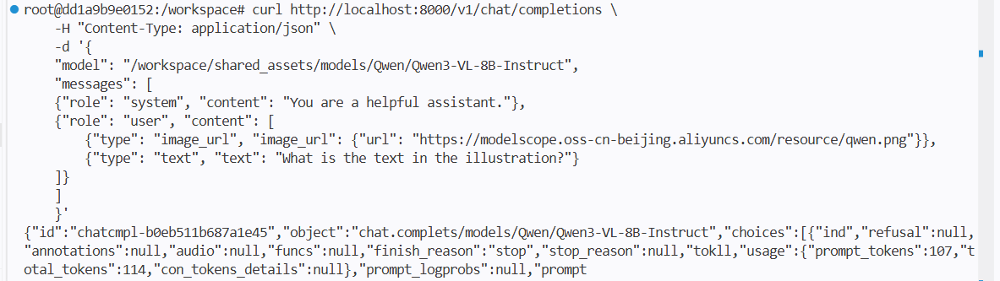 root@dd1a9b9e0152:/workspace# curl http://localhost:8000/v1/chat/completions \
-H "Content-Type: application/json" \
-d '{
"model": "/workspace/shared_assets/models/Qwen/Qwen3-VL-8B-Instruct",
"messages": [
{"role": "system", "content": "You are a helpful assistant."},
{"role": "user", "content": [
{"type": "image_url", "image_url": {"url": "https://modelscope.oss-cn-beijing.aliyuncs.com/resource/qwen.png"}},
{"type": "text", "text": "What is the text in the illustration?"}
]}
]
}'
{"id":"chatcmpl-b0eb511b687a1e45","object":"chat.complets/models/Qwen/Qwen3-VL-8B-Instruct","choices":[{"ind","refusal":null,
"annotations":null,"audio":null,"funcs":null,"finish_reason":"stop","stop_reason":null,"tokll,"usage":{"prompt_tokens":107,"t
otal_tokens":114,"con_tokens_details":null},"prompt_logprobs":null,"prompt